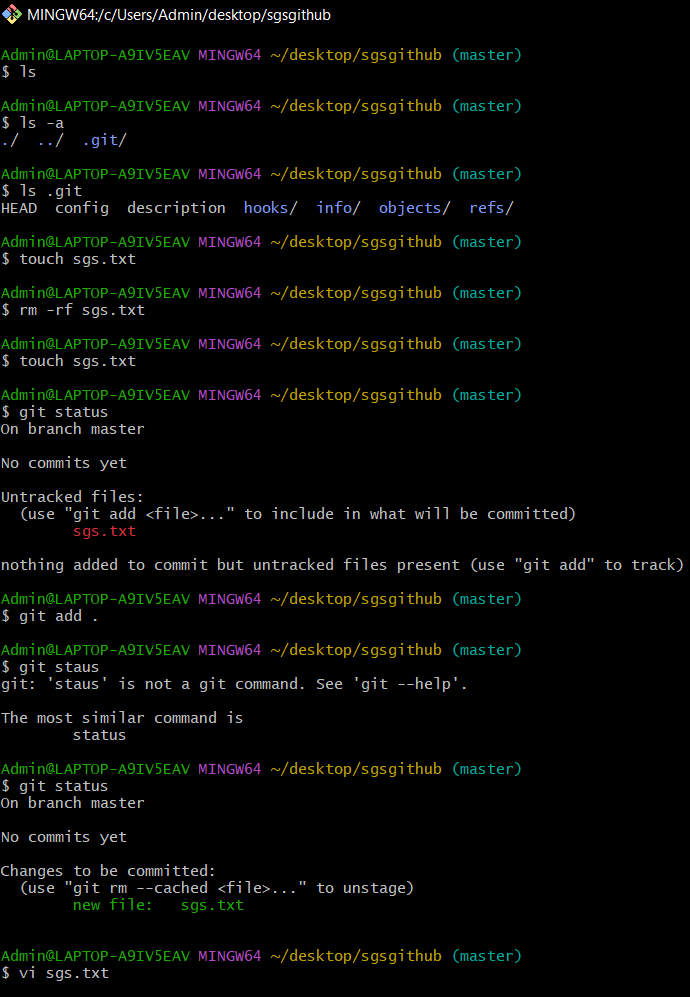 MINGW64:/c/Users/Admin/desktop/sgsgithub
Admin@LAPTOP-A9IV5EAV MINGW64 ~/desktop/sgsgithub (master)
$ ls
Admin@LAPTOP-A9IV5EAV MINGW64 ~/desktop/sgsgithub (master)
$ ls -a
./  ../  .git/
Admin@LAPTOP-A9IV5EAV MINGW64 ~/desktop/sgsgithub (master)
$ ls .git
HEAD  config  description  hooks/  info/  objects/  refs/
Admin@LAPTOP-A9IV5EAV MINGW64 ~/desktop/sgsgithub (master)
$ touch sgs.txt
Admin@LAPTOP-A9IV5EAV MINGW64 ~/desktop/sgsgithub (master)
$ rm -rf sgs.txt
Admin@LAPTOP-A9IV5EAV MINGW64 ~/desktop/sgsgithub (master)
$ touch sgs.txt
Admin@LAPTOP-A9IV5EAV MINGW64 ~/desktop/sgsgithub (master)
$ git status
On branch master
No commits yet
Untracked files:
  (use "git add <file>..." to include in what will be committed)
        sgs.txt
nothing added to commit but untracked files present (use "git add" to track)
Admin@LAPTOP-A9IV5EAV MINGW64 ~/desktop/sgsgithub (master)
$ git add .
Admin@LAPTOP-A9IV5EAV MINGW64 ~/desktop/sgsgithub (master)
$ git staus
git: 'staus' is not a git command. See 'git --help'.
The most similar command is
        status
Admin@LAPTOP-A9IV5EAV MINGW64 ~/desktop/sgsgithub (master)
$ git status
On branch master
No commits yet
Changes to be committed:
  (use "git rm --cached <file>..." to unstage)
        new file:   sgs.txt
Admin@LAPTOP-A9IV5EAV MINGW64 ~/desktop/sgsgithub (master)
$ vi sgs.txt